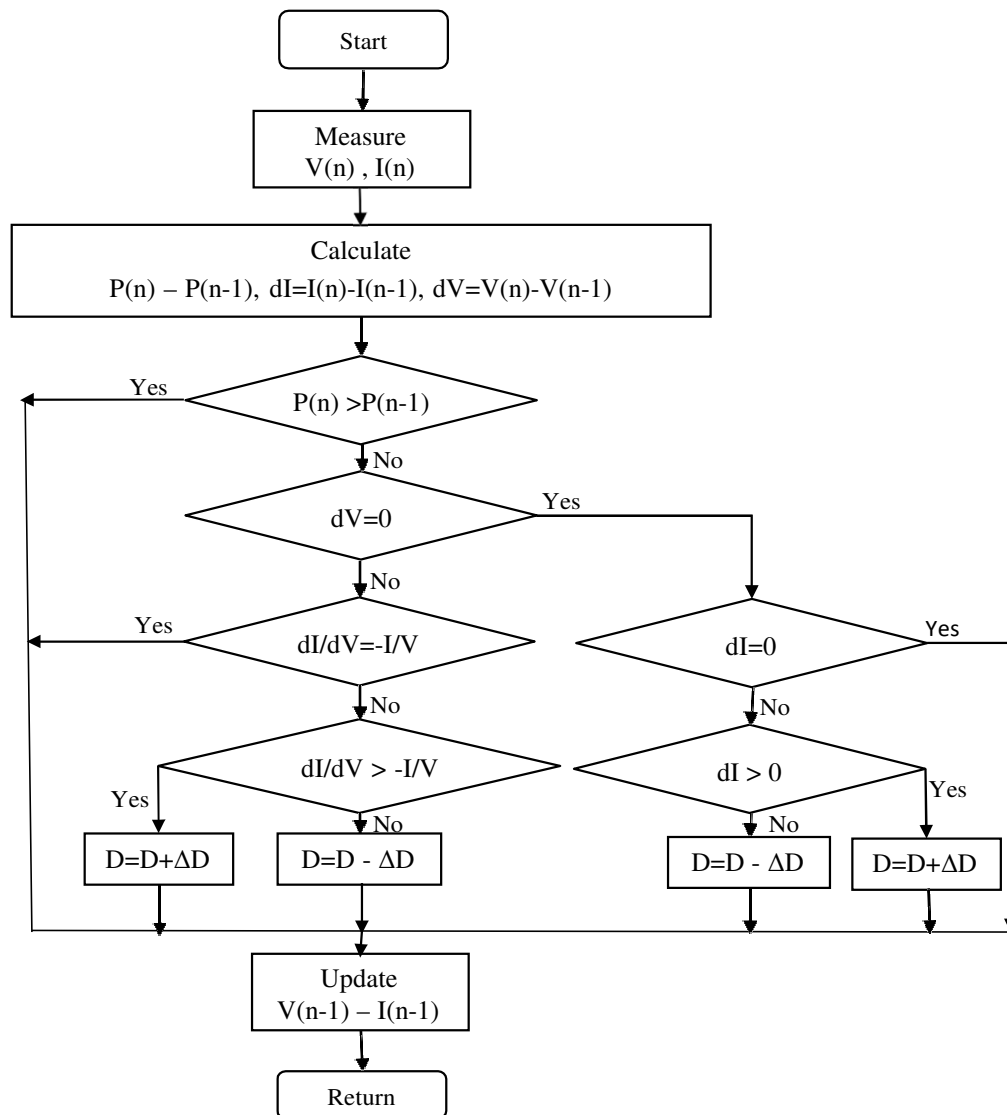 Start
Measure
V(n) , I(n)
Calculate
P(n) – P(n-1), dI=I(n)-I(n-1), dV=V(n)-V(n-1)
Yes
P(n) >P(n-1)
No
dV=0
Yes
No
Yes
dI/dV=-I/V
dI=0
Yes
No
No
dI/dV > -I/V
dI > 0
Yes
Yes
No
No
D=D+ΔD
D=D - ΔD
D=D - ΔD
D=D+ΔD
Update
V(n-1) – I(n-1)
Return